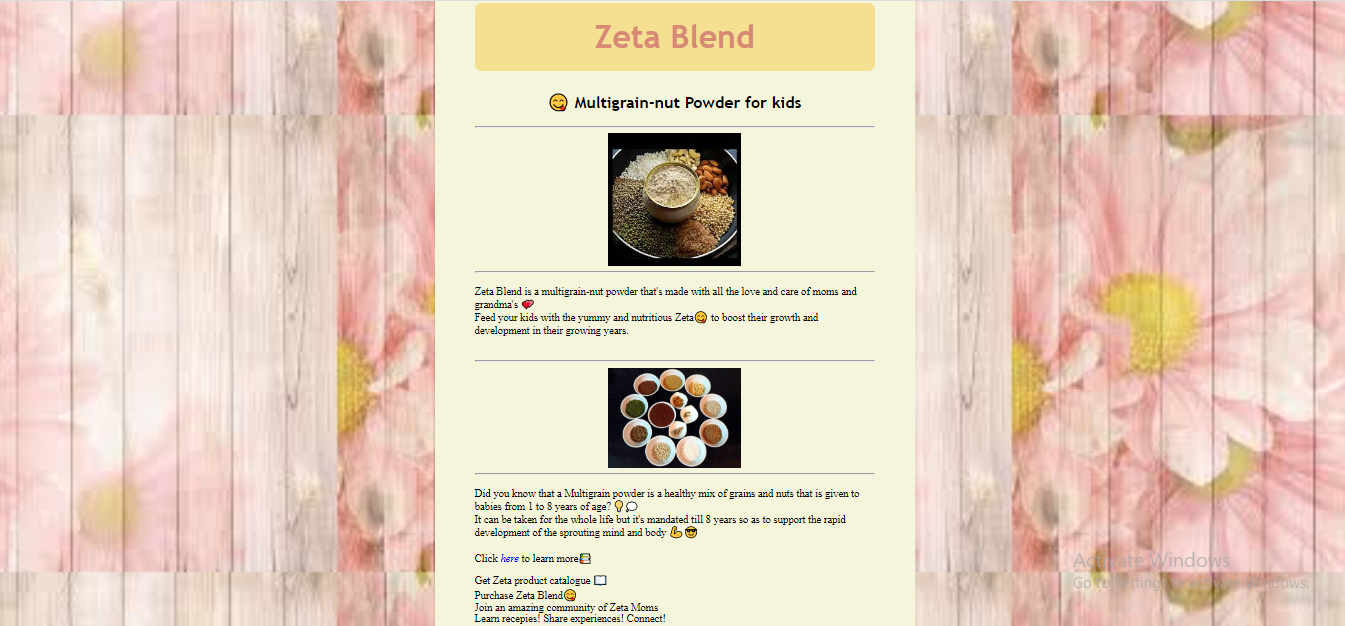 Zeta Blend
😋 Multigrain-nut Powder for kids
Zeta Blend is a multigrain-nut powder that's made with all the love and care of moms and
grandma's 💕
Feed your kids with the yummy and nutritious Zeta😋 to boost their growth and
development in their growing years.
Did you know that a Multigrain powder is a healthy mix of grains and nuts that is given to
babies from 1 to 8 years of age? 💡💭
It can be taken for the whole life but it's mandated till 8 years so as to support the rapid
development of the sprouting mind and body 💪😎
Click here to learn more📚
Get Zeta product catalogue 📖
Purchase Zeta Blend😋
Join an amazing community of Zeta Moms
Learn recepies! Share experiences! Connect!
Activate Windows
Go to Settings to activate Windows.